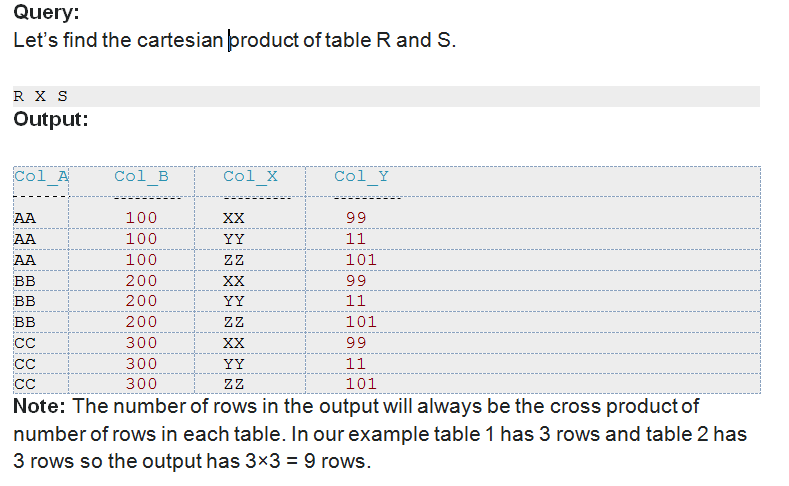 Query:
Let’s find the cartesian product of table R and S.
R X S
Output:
Col_A Col_B Col_X Col_Y
------ -------- -------- --------
AA 100 XX 99
AA 100 YY 11
AA 100 ZZ 101
BB 200 XX 99
BB 200 YY 11
BB 200 ZZ 101
CC 300 XX 99
CC 300 YY 11
CC 300 ZZ 101
Note: The number of rows in the output will always be the cross product of
number of rows in each table. In our example table 1 has 3 rows and table 2 has
3 rows so the output has 3×3 = 9 rows.